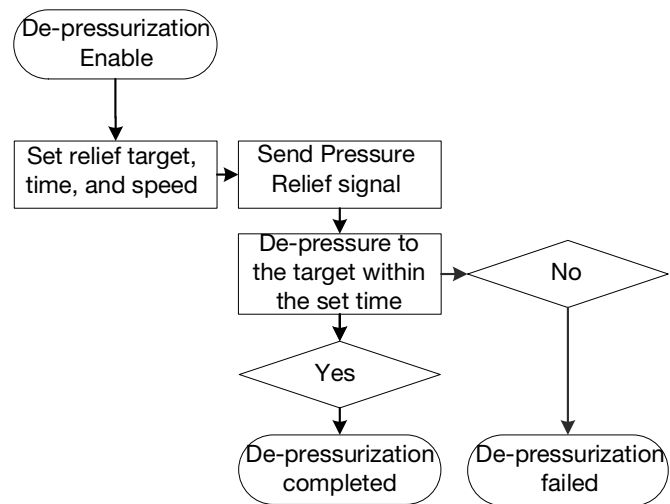 De-pressurization
Enable
Set relief target,
time, and speed
Send Pressure
Relief signal
De-pressure to
the target within
the set time
No
Yes
De-pressurization
completed
De-pressurization
failed